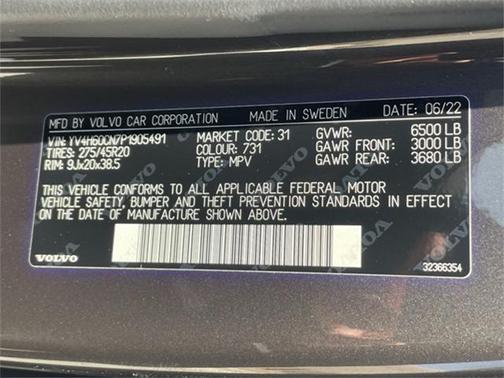 MFD BY VOLVO CAR CORPORATION MADE IN SWEDEN DATE: 06/22
VIN: YV4H60CN7P1905491 MARKET CODE: 31 GVWR: 6500 LB
TIRES: 275/45R20 COLOUR: 731 GAWR FRONT: 3000 LB
RIM: 9Jx20x38.5 TYPE: MPV GAWR REAR: 3680 LB
THIS VEHICLE CONFORMS TO ALL APPLICABLE FEDERAL MOTOR
VEHICLE SAFETY, BUMPER AND THEFT PREVENTION STANDARDS IN EFFECT
ON THE DATE OF MANUFACTURE SHOWN ABOVE.
VOLVO 32366354